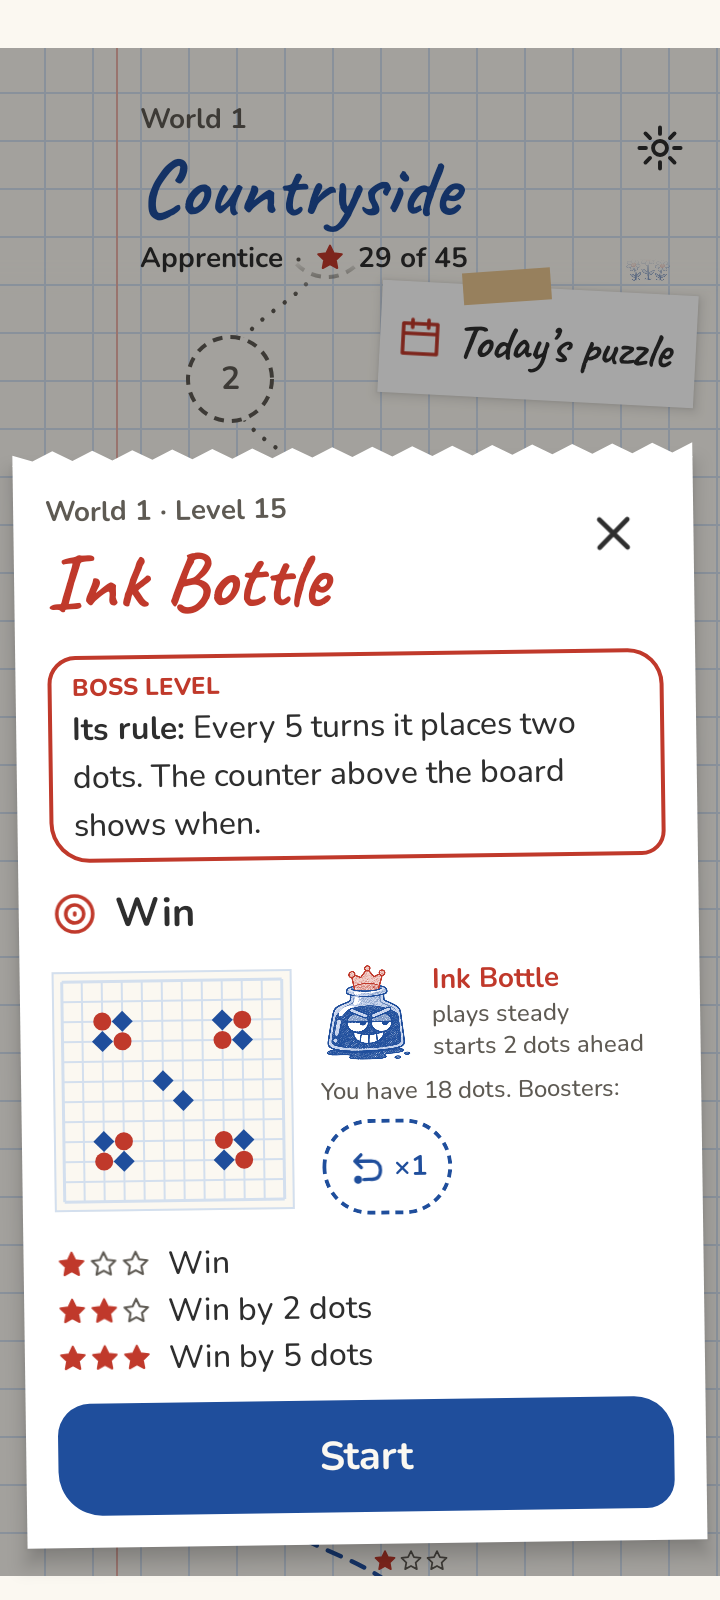 World 1
Countryside
Apprentice · 29 of 45
2
Today's puzzle
World 1 · Level 15
Ink Bottle
BOSS LEVEL
Its rule: Every 5 turns it places two
dots. The counter above the board
shows when.
Win
Ink Bottle
plays steady
starts 2 dots ahead
You have 18 dots. Boosters:
×1
Win
Win by 2 dots
Win by 5 dots
Start